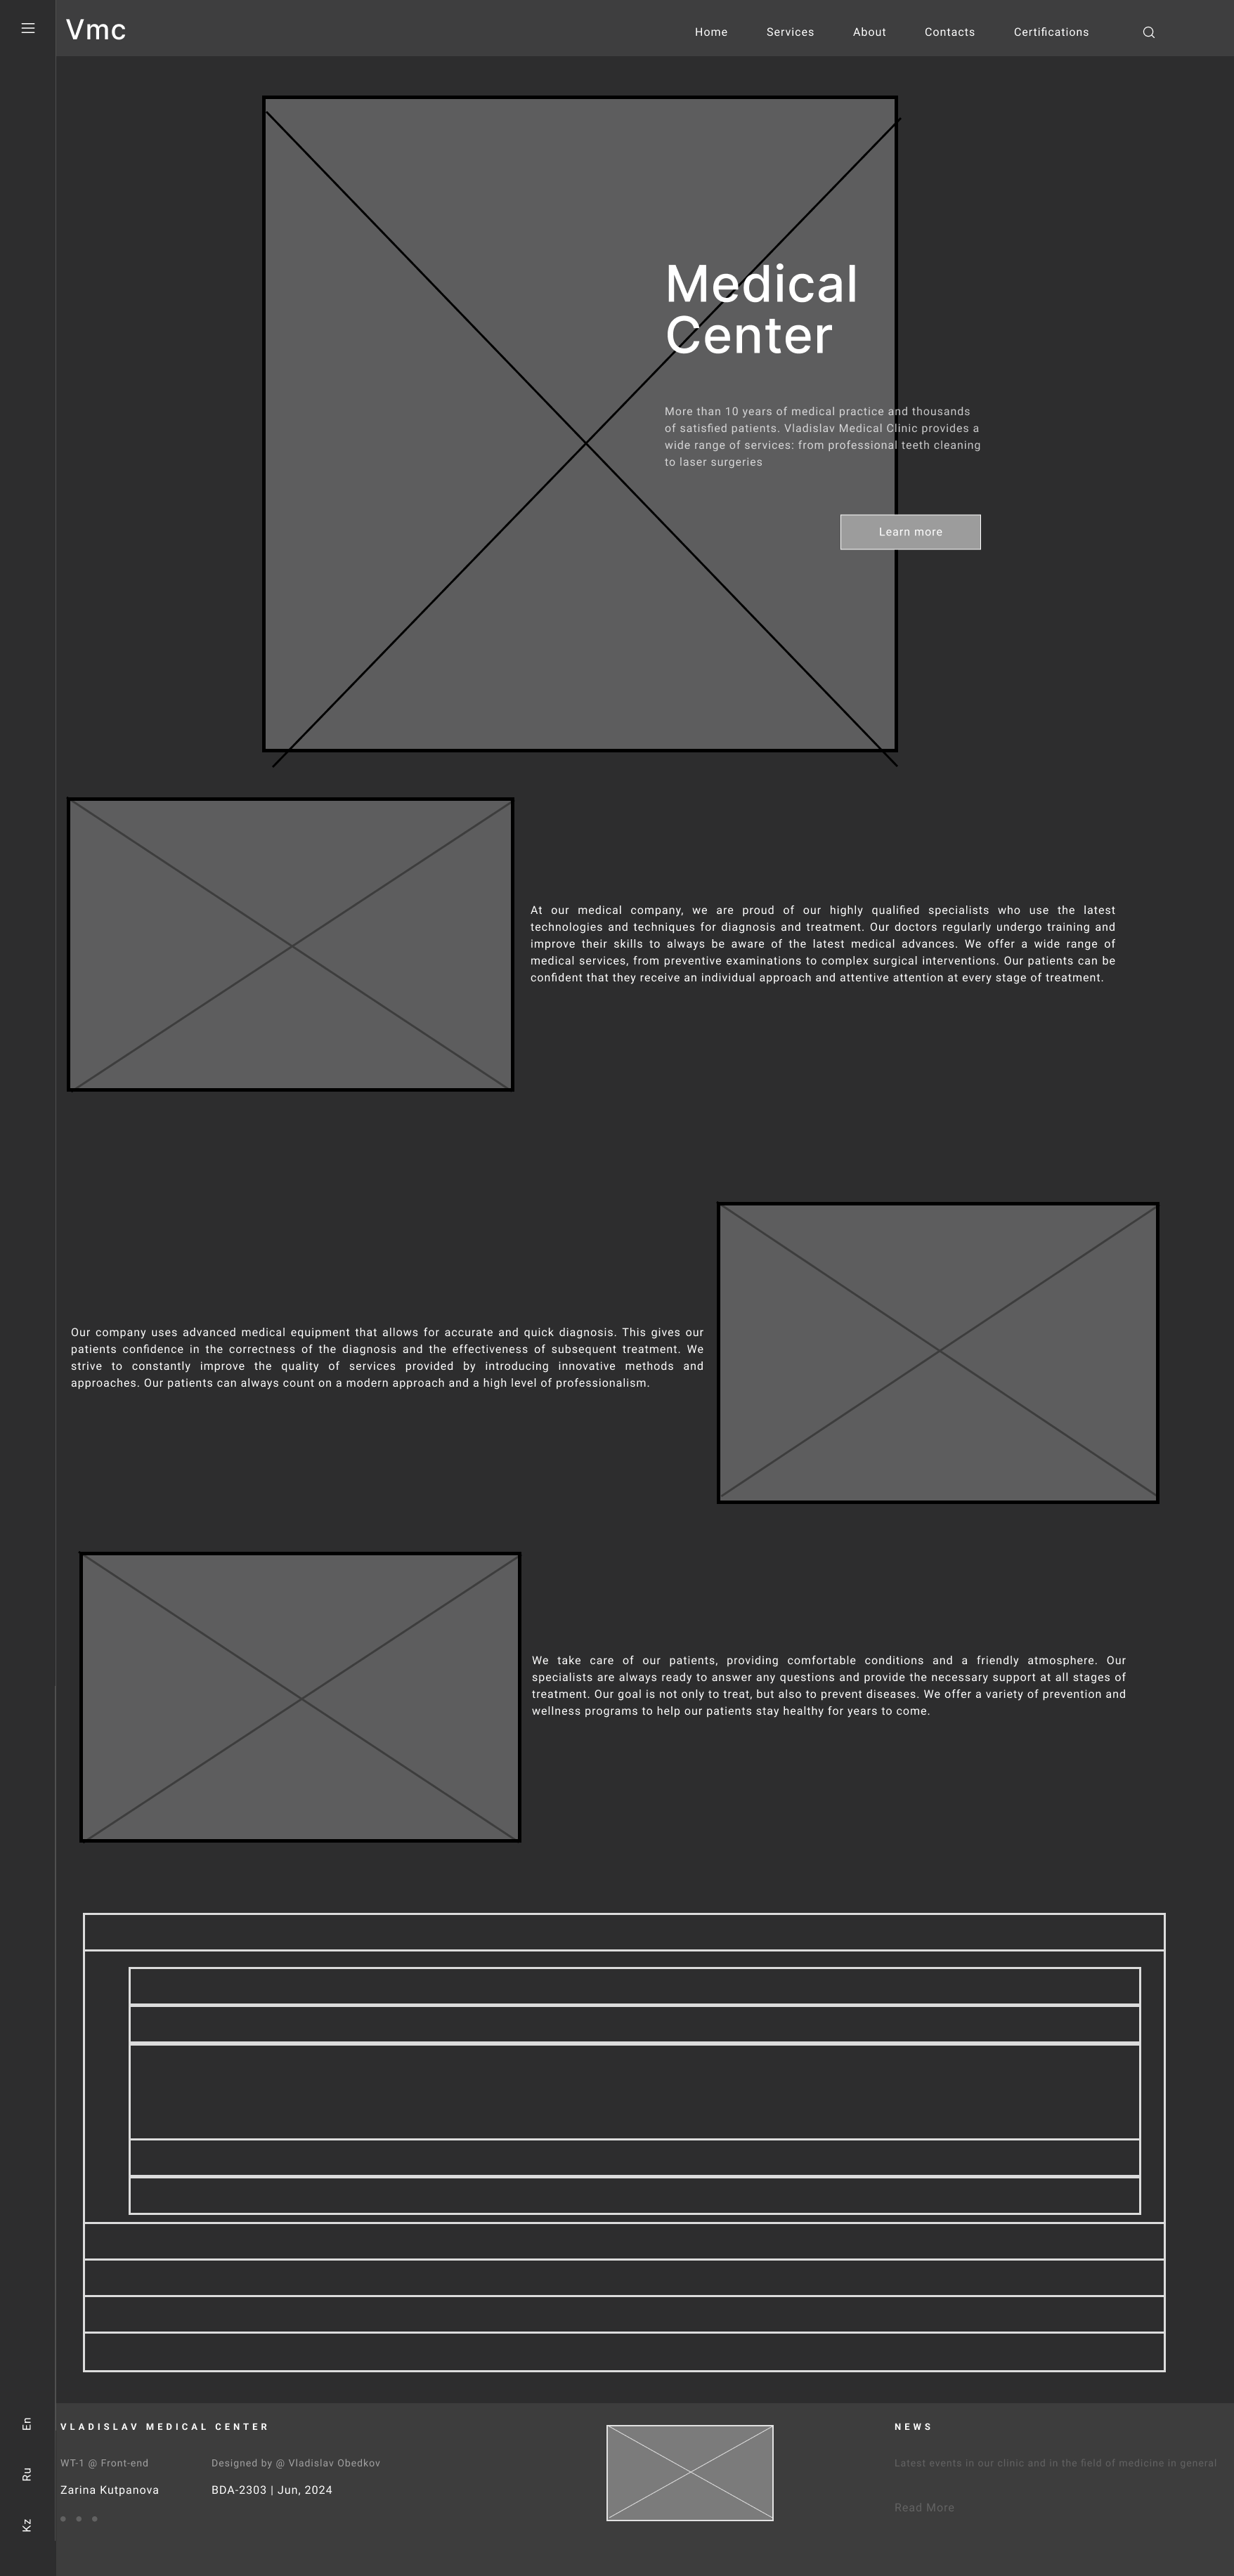 Vmc
Home
Services
About
Contacts
Certifications
Medical
Center
More than 10 years of medical practice and thousands
of satisfied patients. Vladislav Medical Clinic provides a
wide range of services: from professional teeth cleaning
to laser surgeries
Learn more
At our medical company, we are proud of our highly qualified specialists who use the latest
technologies and techniques for diagnosis and treatment. Our doctors regularly undergo training and
improve their skills to always be aware of the latest medical advances. We offer a wide range of
medical services, from preventive examinations to complex surgical interventions. Our patients can be
confident that they receive an individual approach and attentive attention at every stage of treatment.
Our company uses advanced medical equipment that allows for accurate and quick diagnosis. This gives our
patients confidence in the correctness of the diagnosis and the effectiveness of subsequent treatment. We
strive to constantly improve the quality of services provided by introducing innovative methods and
approaches. Our patients can always count on a modern approach and a high level of professionalism.
We take care of our patients, providing comfortable conditions and a friendly atmosphere. Our
specialists are always ready to answer any questions and provide the necessary support at all stages of
treatment. Our goal is not only to treat, but also to prevent diseases. We offer a variety of prevention and
wellness programs to help our patients stay healthy for years to come.
En
Ru
Kz
VLADISLAV MEDICAL CENTER
WT-1 @ Front-end
Designed by @ Vladislav Obedkov
Zarina Kutpanova
BDA-2303 | Jun, 2024
NEWS
Latest events in our clinic and in the field of medicine in general
Read More